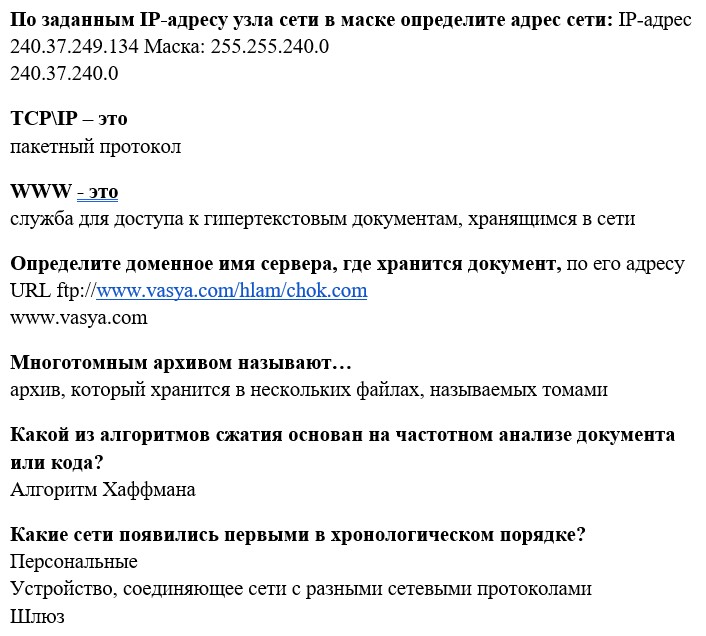 По заданным IP-адресу узла сети в маске определите адрес сети: IP-адрес
240.37.249.134 Маска: 255.255.240.0
240.37.240.0
TCP\IP – это
пакетный протокол
WWW - это
служба для доступа к гипертекстовым документам, хранящимся в сети
Определите доменное имя сервера, где хранится документ, по его адресу
URL ftp://www.vasya.com/hlam/chok.com
www.vasya.com
Многотомным архивом называют…
архив, который хранится в нескольких файлах, называемых томами
Какой из алгоритмов сжатия основан на частотном анализе документа
или кода?
Алгоритм Хаффмана
Какие сети появились первыми в хронологическом порядке?
Персональные
Устройство, соединяющее сети с разными сетевыми протоколами
Шлюз